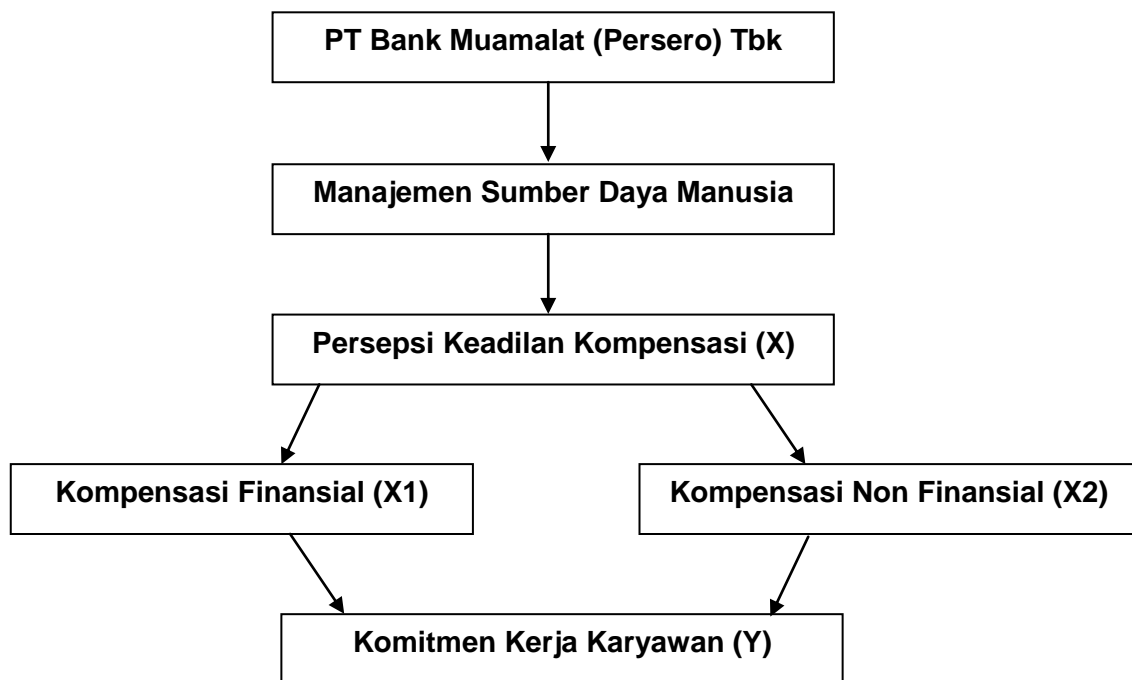 PT Bank Muamalat (Persero) Tbk
Manajemen Sumber Daya Manusia
Persepsi Keadilan Kompensasi (X)
Kompensasi Finansial (X1)
Kompensasi Non Finansial (X2)
Komitmen Kerja Karyawan (Y)